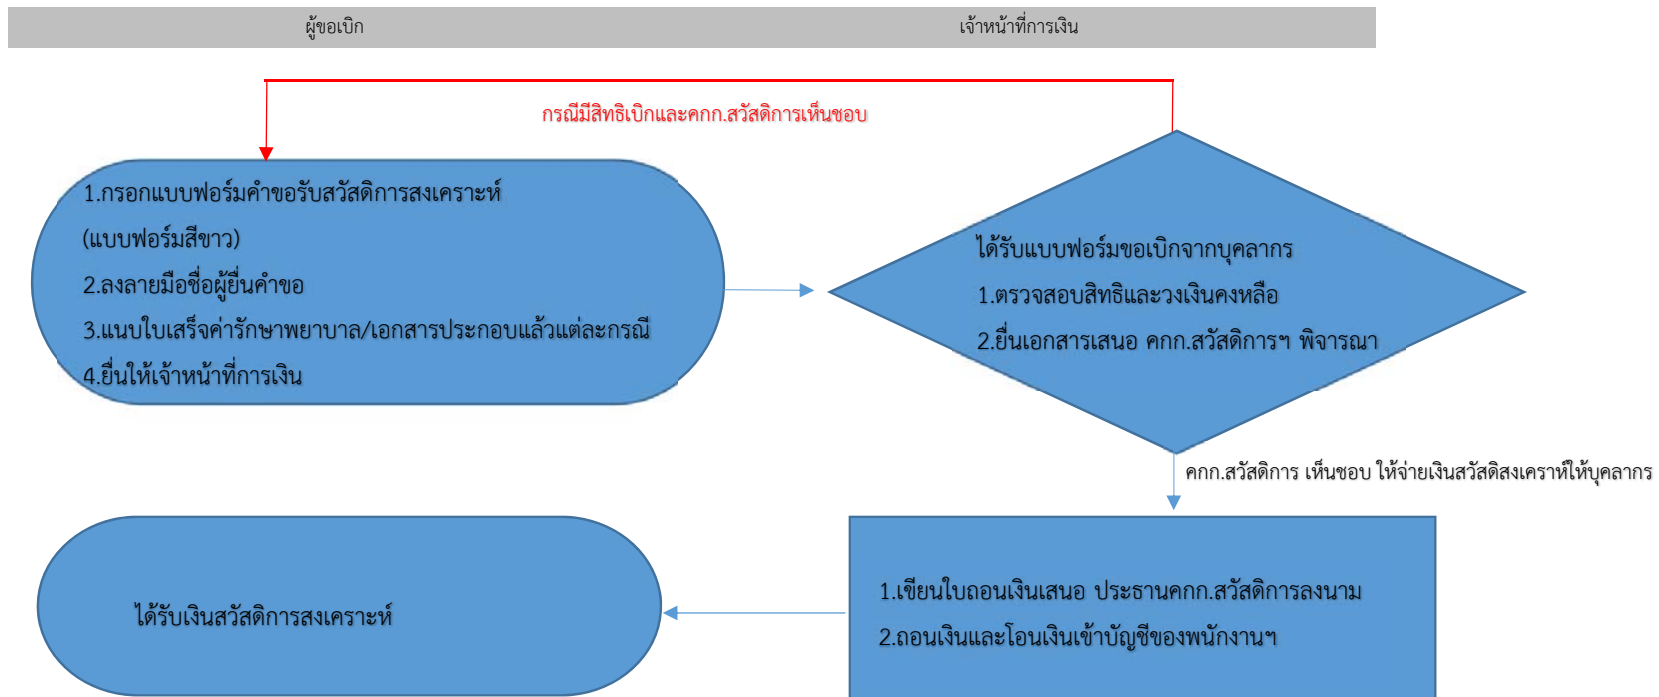 ผู้ขอเบิก
เจ้าหน้าที่การเงิน
กรณีมีสิทธิเบิกและคกก.สวัสดิการเห็นชอบ
1.กรอกแบบฟอร์มคำขอรับสวัสดิการสงเคราะห์
(แบบฟอร์มสีขาว)
2.ลงลายมือชื่อผู้ยื่นคำขอ
3.แนบใบเสร็จค่ารักษาพยาบาล/เอกสารประกอบแล้วแต่ละกรณี
4.ยื่นให้เจ้าหน้าที่การเงิน
ได้รับแบบฟอร์มขอเบิกจากบุคลากร
1.ตรวจสอบสิทธิและวงเงินคงหลือ
2.ยื่นเอกสารเสนอ คกก.สวัสดิการฯ พิจารณา
คกก.สวัสดิการ เห็นชอบ ให้จ่ายเงินสวัสดิสงเคราห์ให้บุคลากร
1.เขียนใบถอนเงินเสนอ ประธานคกก.สวัสดิการลงนาม
2.ถอนเงินและโอนเงินเข้าบัญชีของพนักงานฯ
ได้รับเงินสวัสดิการสงเคราะห์